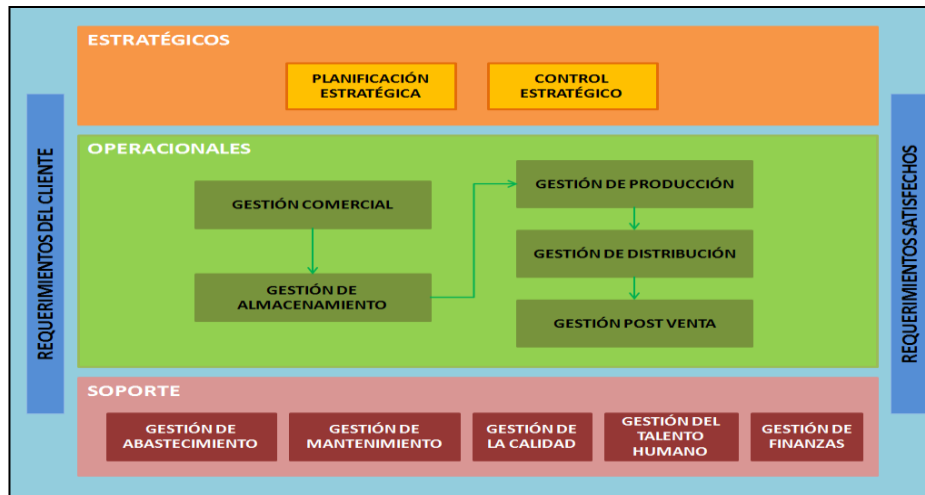 ESTRATÉGICOS
PLANIFICACIÓN
ESTRATÉGICA
CONTROL
ESTRATÉGICO
REQUERIMIENTOS DEL CLIENTE
OPERACIONALES
GESTIÓN COMERCIAL
GESTIÓN DE
ALMACENAMIENTO
GESTIÓN DE PRODUCCIÓN
GESTIÓN DE DISTRIBUCIÓN
GESTIÓN POST VENTA
REQUERIMIENTOS SATISFECHOS
SOPORTE
GESTIÓN DE
ABASTECIMIENTO
GESTIÓN DE
MANTENIMIENTO
GESTIÓN DE
LA CALIDAD
GESTIÓN DEL
TALENTO
HUMANO
GESTIÓN DE
FINANZAS